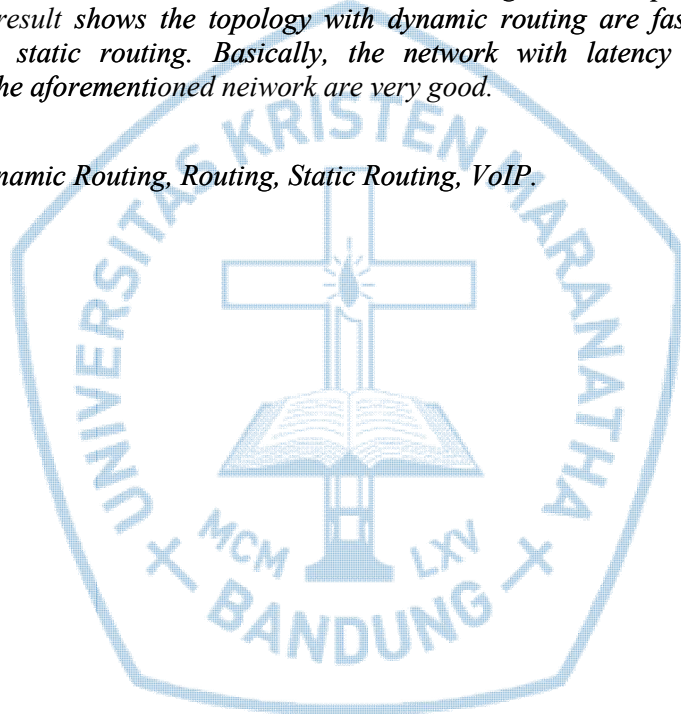 result shows the topology with dynamic routing are fas
static routing. Basically, the network with latency
he aforementioned neiwork are very good.
namic Routing, Routing, Static Routing, VoIP.
UNIVERSITAS KRISTEN MARANATHA
MCM LXV
BANDUNG